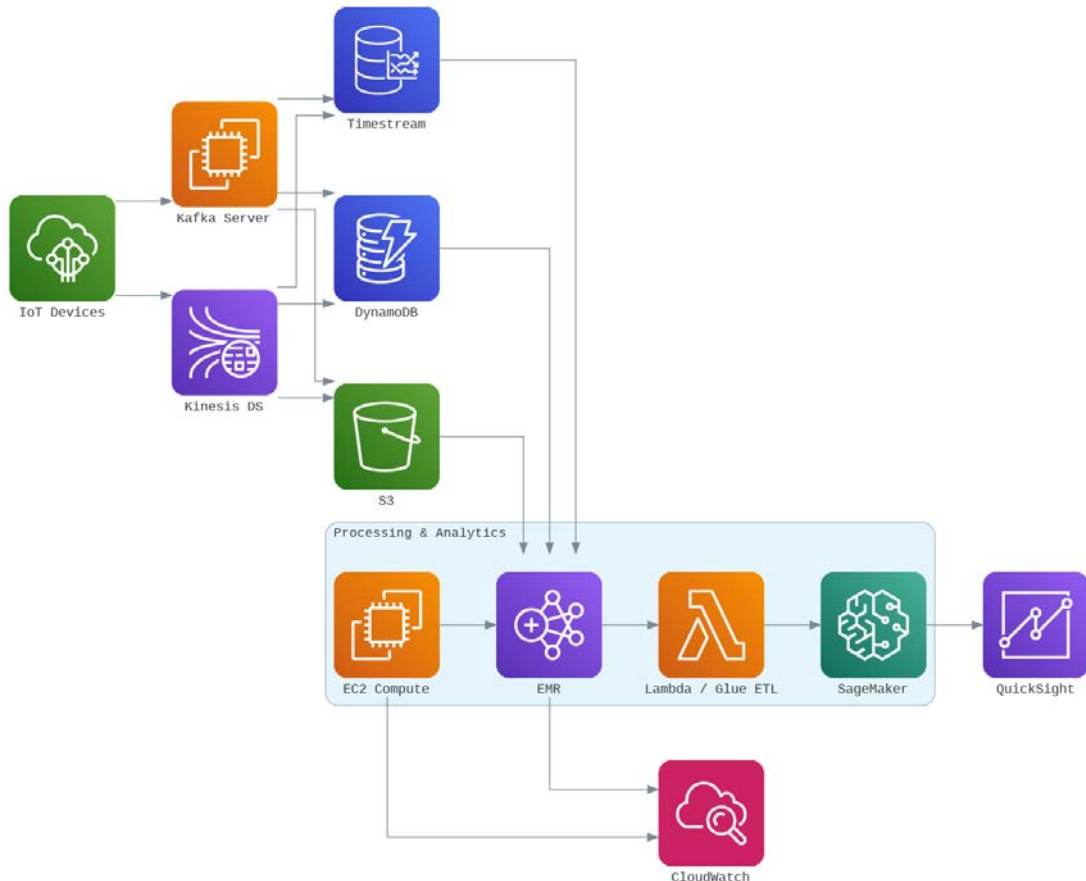 Timestream
Kafka Server
DynamoDB
IoT Devices
Kinesis DS
S3
Processing & Analytics
EC2 Compute
EMR
Lambda / Glue ETL
SageMaker
QuickSight
CloudWatch